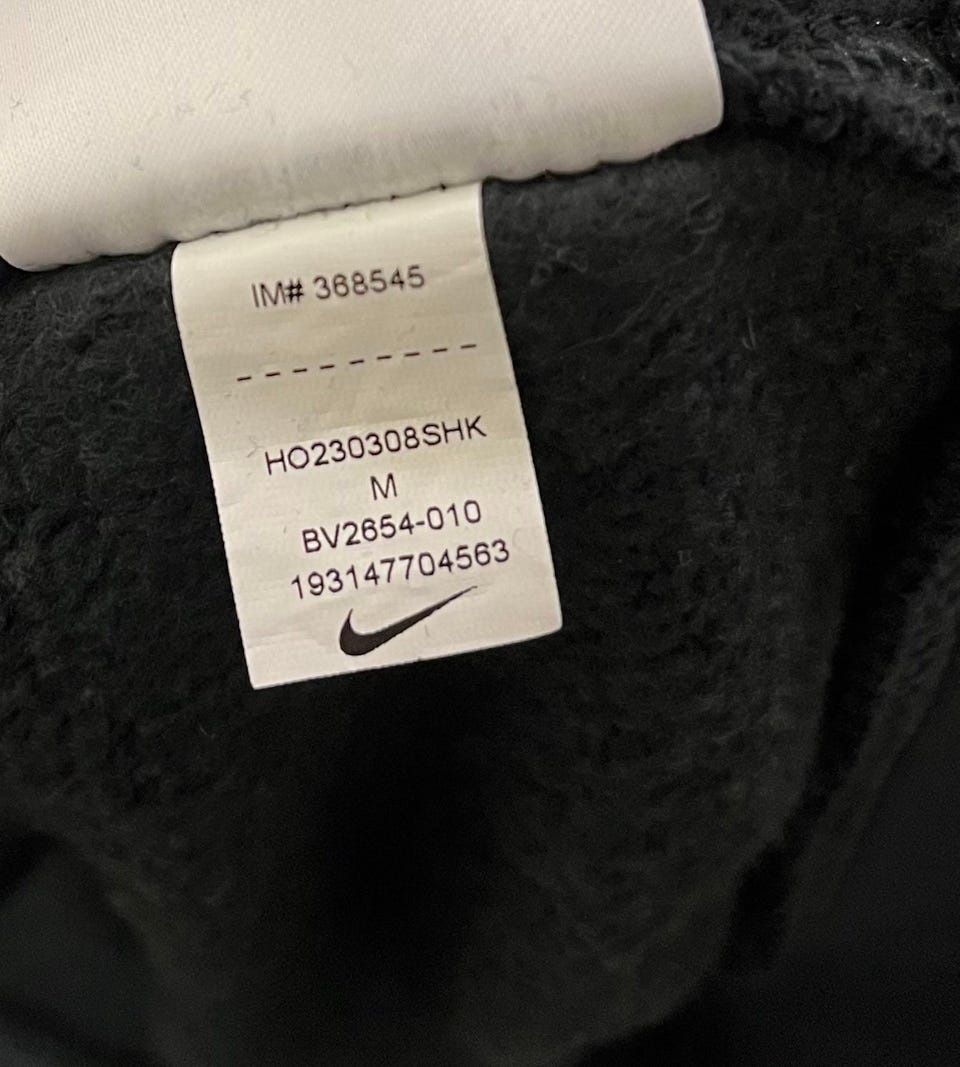 IM# 368545
---------
HO230308SHK
M
BV2654-010
193147704563